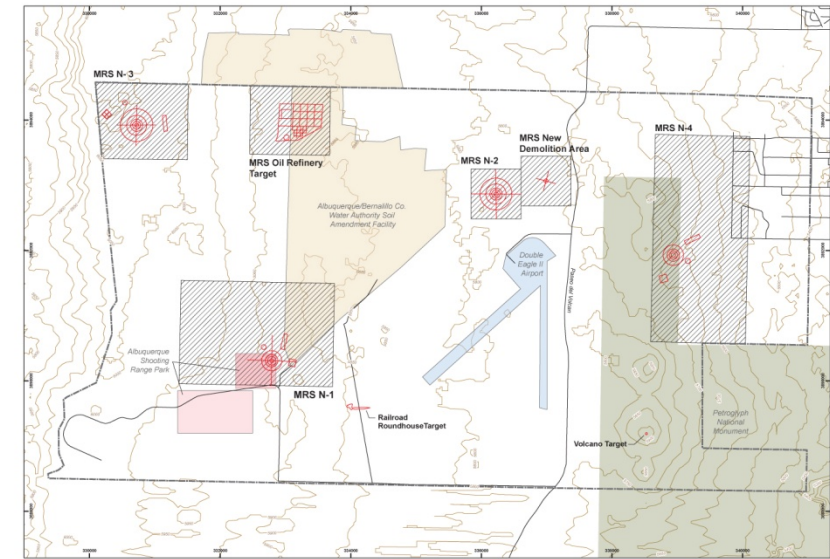 MRS N- 3
MRS Oil Refinery
Target
MRS N-2
MRS New
Demolition Area
MRS N-4
Albuquerque/Bernalillo Co.
Water Authority Soil
Amendment Facility
Double
Eagle II
Airport
Paseo del Volcan
Albuquerque
Shooting
Range Park
MRS N-1
Railroad
RoundhouseTarget
Volcano Target
Petroglyph
National
Monument